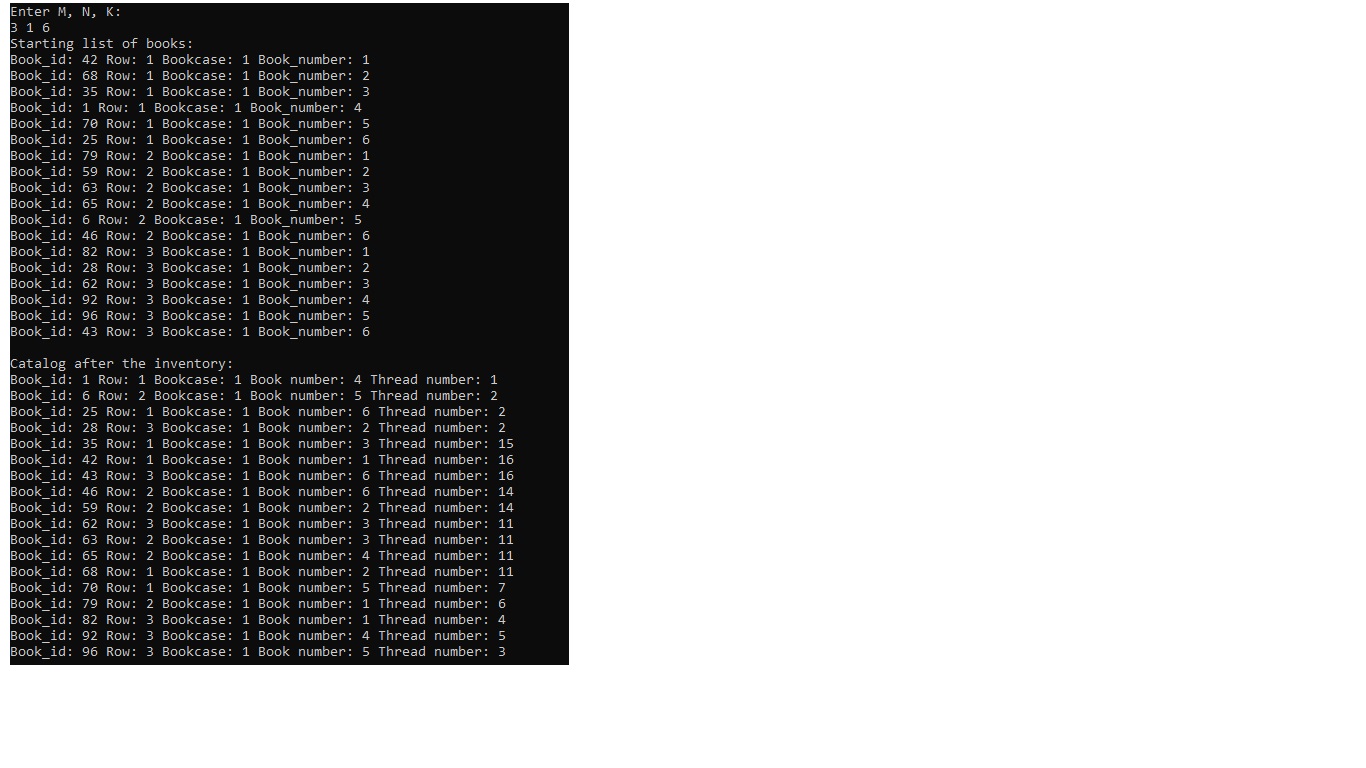 Enter M, N, K:
3 1 6
Starting list of books:
Book_id: 42 Row: 1 Bookcase: 1 Book_number: 1
Book_id: 68 Row: 1 Bookcase: 1 Book_number: 2
Book_id: 35 Row: 1 Bookcase: 1 Book_number: 3
Book_id: 1 Row: 1 Bookcase: 1 Book_number: 4
Book_id: 70 Row: 1 Bookcase: 1 Book_number: 5
Book_id: 25 Row: 1 Bookcase: 1 Book_number: 6
Book_id: 79 Row: 2 Bookcase: 1 Book_number: 1
Book_id: 59 Row: 2 Bookcase: 1 Book_number: 2
Book_id: 63 Row: 2 Bookcase: 1 Book_number: 3
Book_id: 65 Row: 2 Bookcase: 1 Book_number: 4
Book_id: 6 Row: 2 Bookcase: 1 Book_number: 5
Book_id: 46 Row: 2 Bookcase: 1 Book_number: 6
Book_id: 82 Row: 3 Bookcase: 1 Book_number: 1
Book_id: 28 Row: 3 Bookcase: 1 Book_number: 2
Book_id: 62 Row: 3 Bookcase: 1 Book_number: 3
Book_id: 92 Row: 3 Bookcase: 1 Book_number: 4
Book_id: 96 Row: 3 Bookcase: 1 Book_number: 5
Book_id: 43 Row: 3 Bookcase: 1 Book_number: 6
Catalog after the inventory:
Book_id: 1 Row: 1 Bookcase: 1 Book number: 4 Thread number: 1
Book_id: 6 Row: 2 Bookcase: 1 Book number: 5 Thread number: 2
Book_id: 25 Row: 1 Bookcase: 1 Book number: 6 Thread number: 2
Book_id: 28 Row: 3 Bookcase: 1 Book number: 2 Thread number: 2
Book_id: 35 Row: 1 Bookcase: 1 Book number: 3 Thread number: 15
Book_id: 42 Row: 1 Bookcase: 1 Book number: 1 Thread number: 16
Book_id: 43 Row: 3 Bookcase: 1 Book number: 6 Thread number: 16
Book_id: 46 Row: 2 Bookcase: 1 Book number: 6 Thread number: 14
Book_id: 59 Row: 2 Bookcase: 1 Book number: 2 Thread number: 14
Book_id: 62 Row: 3 Bookcase: 1 Book number: 3 Thread number: 11
Book_id: 63 Row: 2 Bookcase: 1 Book number: 3 Thread number: 11
Book_id: 65 Row: 2 Bookcase: 1 Book number: 4 Thread number: 11
Book_id: 68 Row: 1 Bookcase: 1 Book number: 2 Thread number: 11
Book_id: 70 Row: 1 Bookcase: 1 Book number: 5 Thread number: 7
Book_id: 79 Row: 2 Bookcase: 1 Book number: 1 Thread number: 6
Book_id: 82 Row: 3 Bookcase: 1 Book number: 1 Thread number: 4
Book_id: 92 Row: 3 Bookcase: 1 Book number: 4 Thread number: 5
Book_id: 96 Row: 3 Bookcase: 1 Book number: 5 Thread number: 3